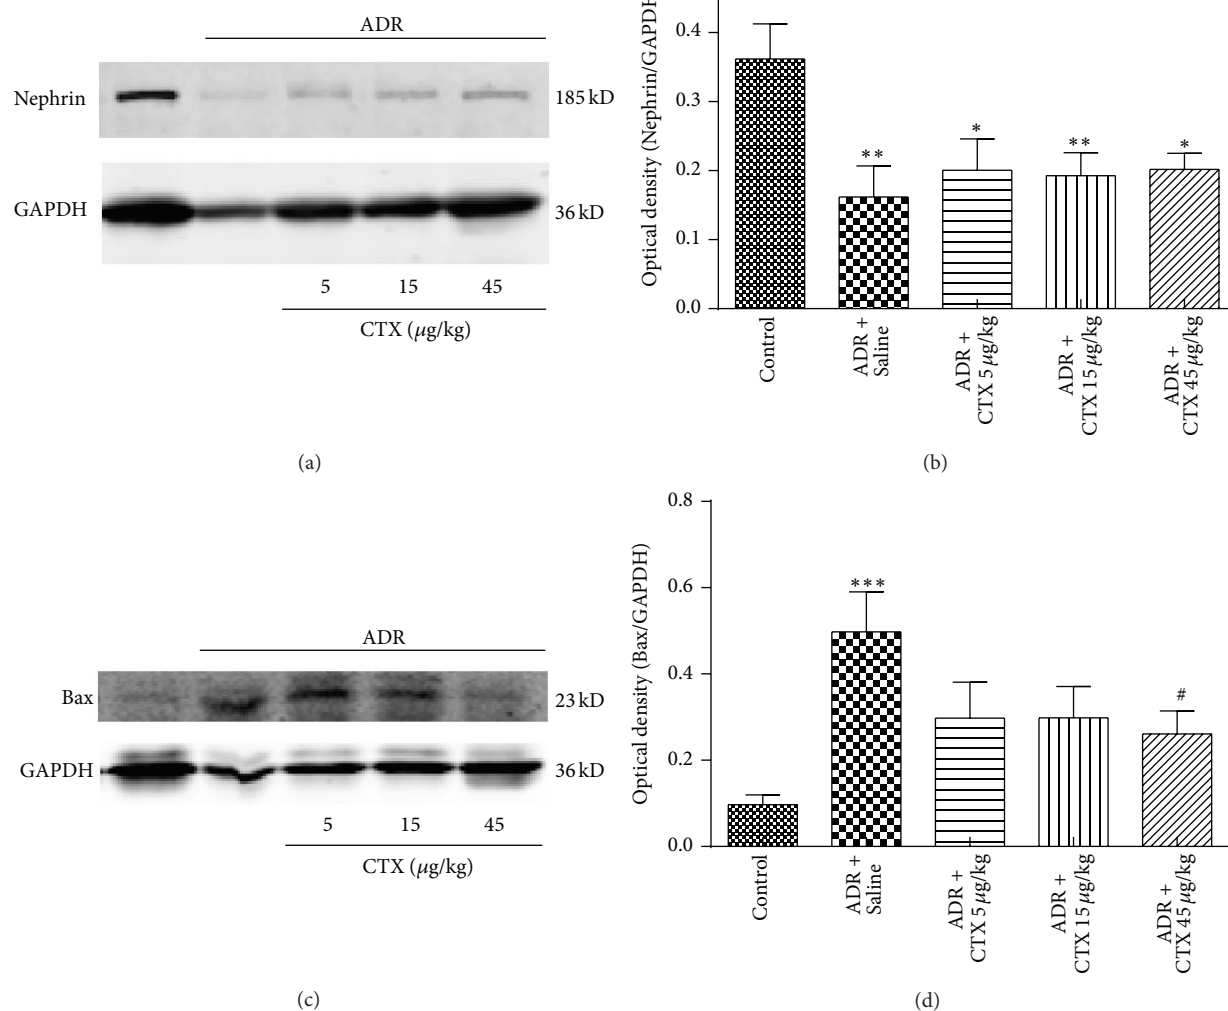 ADR
Nephrin
185 kD
GAPDH
36 kD
5 15 45
CTX (μg/kg)
(a)
Optical density (Nephrin/GAPDH)
0.4
0.3
0.2
0.1
0.0
**
*
**
*
Control
ADR +
Saline
ADR +
CTX 5 μg/kg
ADR +
CTX 15 μg/kg
ADR +
CTX 45 μg/kg
(b)
ADR
Bax
23 kD
GAPDH
36 kD
5 15 45
CTX (μg/kg)
(c)
Optical density (Bax/GAPDH)
0.8
0.6
0.4
0.2
0.0
***
#
Control
ADR +
Saline
ADR +
CTX 5 μg/kg
ADR +
CTX 15 μg/kg
ADR +
CTX 45 μg/kg
(d)